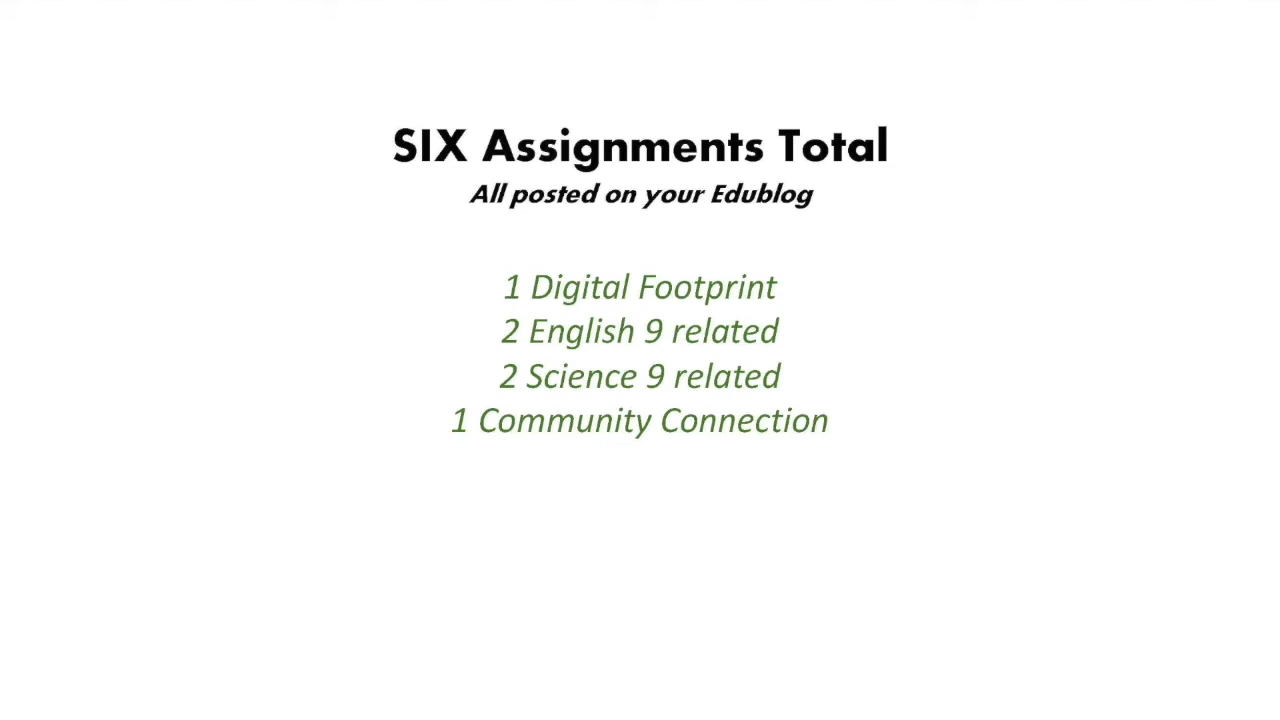 SIX Assignments Total
All posted on your Edublog
1 Digital Footprint
2 English 9 related
2 Science 9 related
1 Community Connection